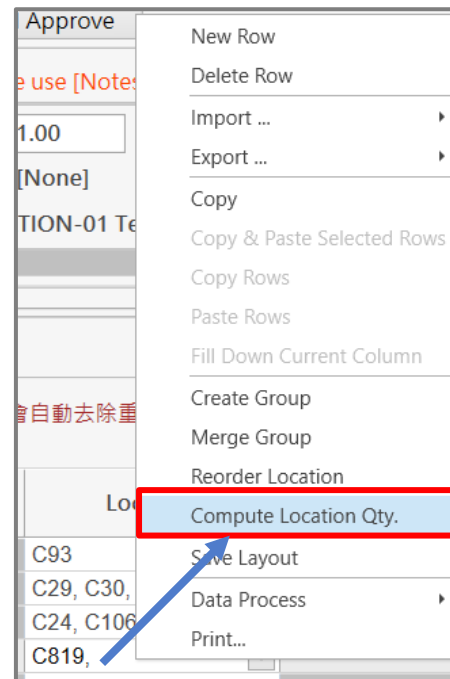 Approve
e use [Notes
1.00
[None]
TION-01 Te
會自動去除重
Loc
C93
C29, C30,
C24, C106
C819,
New Row
Delete Row
Import ...
Export ...
Copy
Copy & Paste Selected Rows
Copy Rows
Paste Rows
Fill Down Current Column
Create Group
Merge Group
Reorder Location
Compute Location Qty.
Save Layout
Data Process
Print...